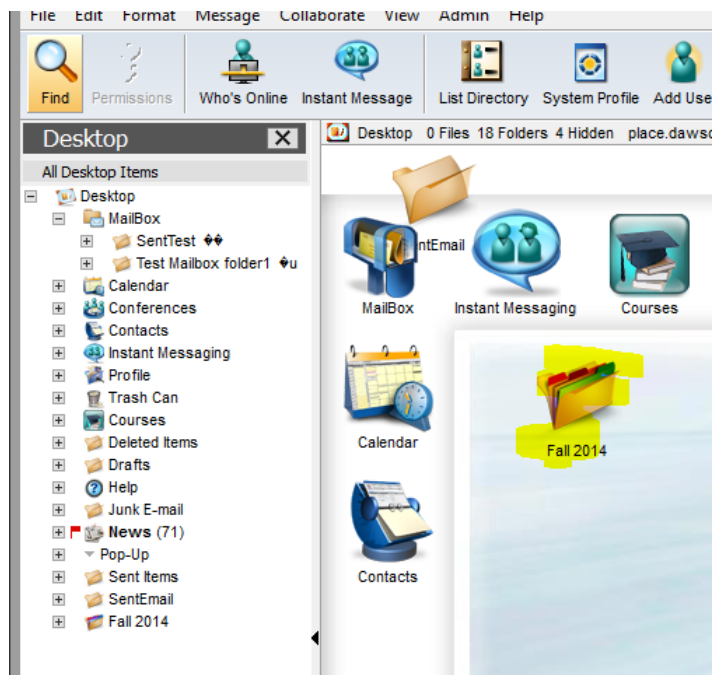 File Edit Format Message Collaborate View Admin Help
Find Permissions Who's Online Instant Message List Directory System Profile Add Use
Desktop
All Desktop Items
Desktop
MailBox
SentTest ��
Test Mailbox folder1 �u
Calendar
Conferences
Contacts
Instant Messaging
Profile
Trash Can
Courses
Deleted Items
Drafts
Help
Junk E-mail
News (71)
Pop-Up
Sent Items
SentEmail
Fall 2014
Desktop 0 Files 18 Folders 4 Hidden place.dawso
ntEmail
MailBox Instant Messaging Courses
Calendar
Fall 2014
Contacts